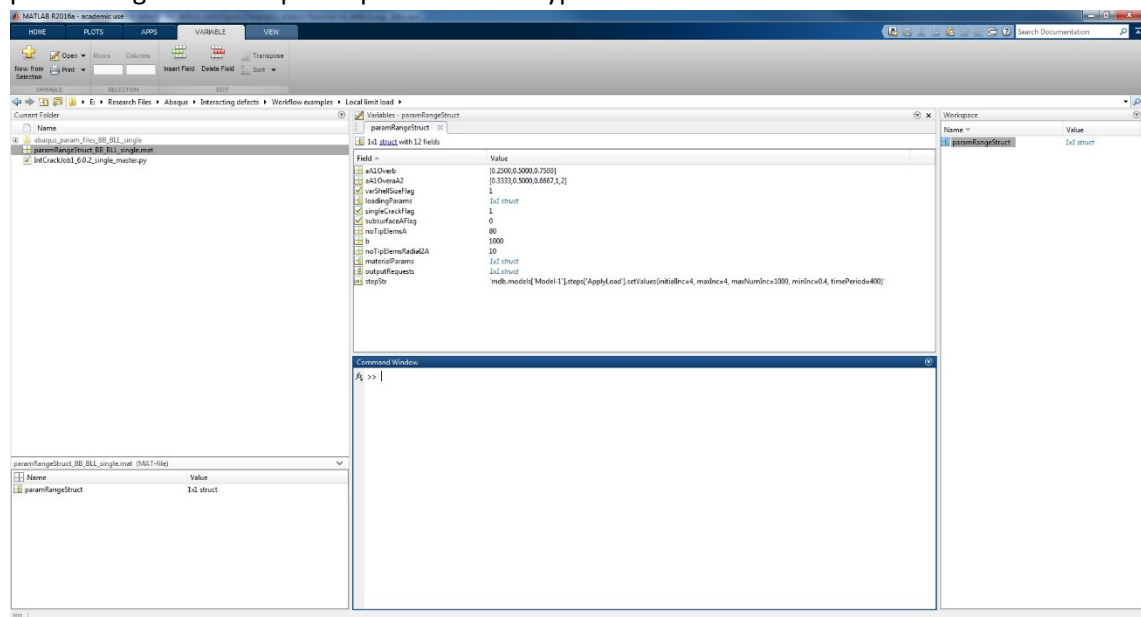 MATLAB R2016a - academic use
HOME PLOTS APPS VARIABLE VIEW
Search Documentation
New from Selection
Open
Print
Rows Columns
Insert Field Delete Field
Transpose
Sort
VARIABLE SELECTION EDIT
E: Research Files Abaqus Interacting defects Workflow examples Local limit load
Current Folder
Name
abaqus_param_files_BB_BLL_single
paramRangeStruct_BB_BLL_single.mat
IntCrackJob1_6.0.2_single_master.py
paramRangeStruct_BB_BLL_single.mat (MAT-file)
Name Value
paramRangeStruct 1x1 struct
Variables - paramRangeStruct
paramRangeStruct
1x1 struct with 12 fields
Field Value
aA1Overb [0.2500,0.5000,0.7500]
aA1OveraA2 [0.3333,0.5000,0.6667,1,2]
varShellSizeFlag 1
loadingParams 1x1 struct
singleCrackFlag 1
subsurfaceAFlag 0
noTipElemsA 80
b 1000
noTipElemsRadial2A 10
materialParams 1x1 struct
outputRequests 1x1 struct
stepStr 'mdb.models['Model-1'].steps['ApplyLoad'].setValues(initialInc=4, maxInc=4, maxNumInc=1000, minInc=0.4, timePeriod=400)'
Command Window
fx >>
Workspace
Name Value
paramRangeStruct 1x1 struct